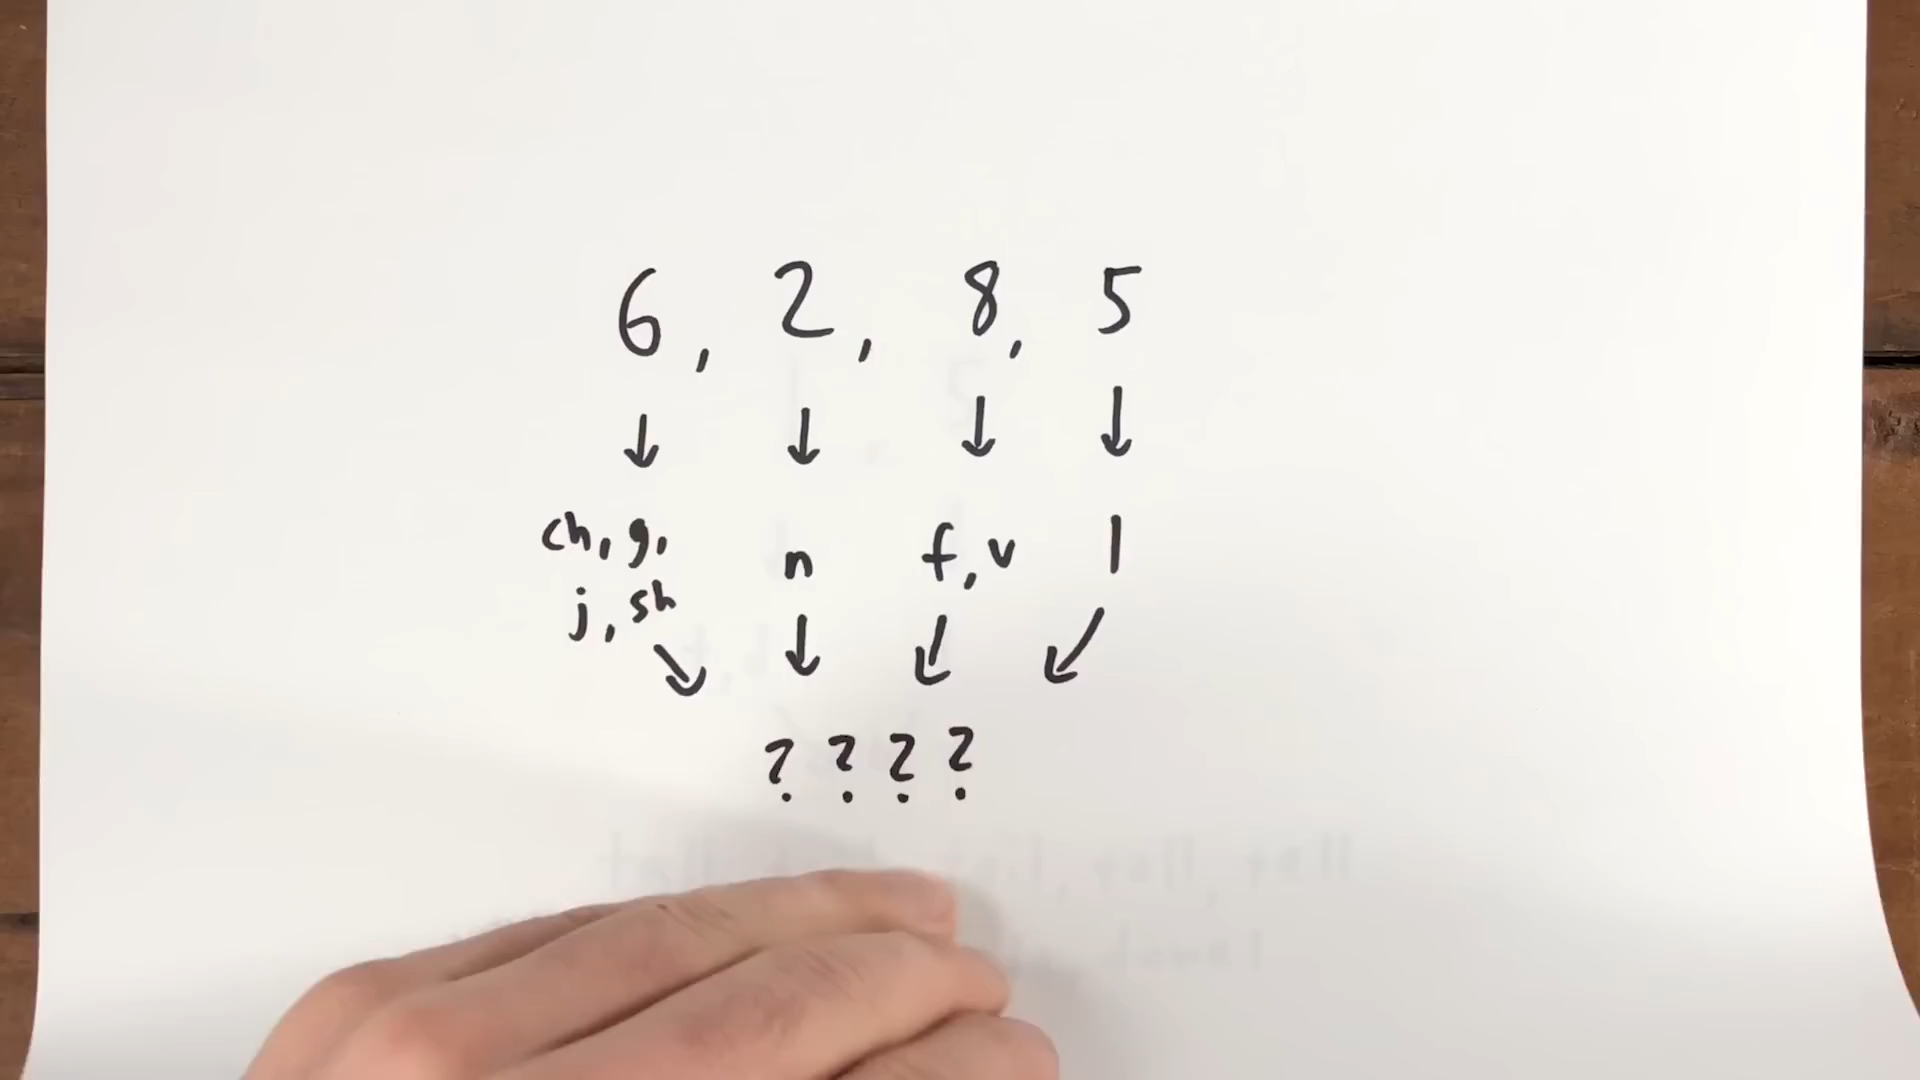 6, 2, 8, 5
↓ ↓ ↓ ↓
ch, g, n f, v l
j, sh
↘ ↓ ↙ ↙
? ? ? ?